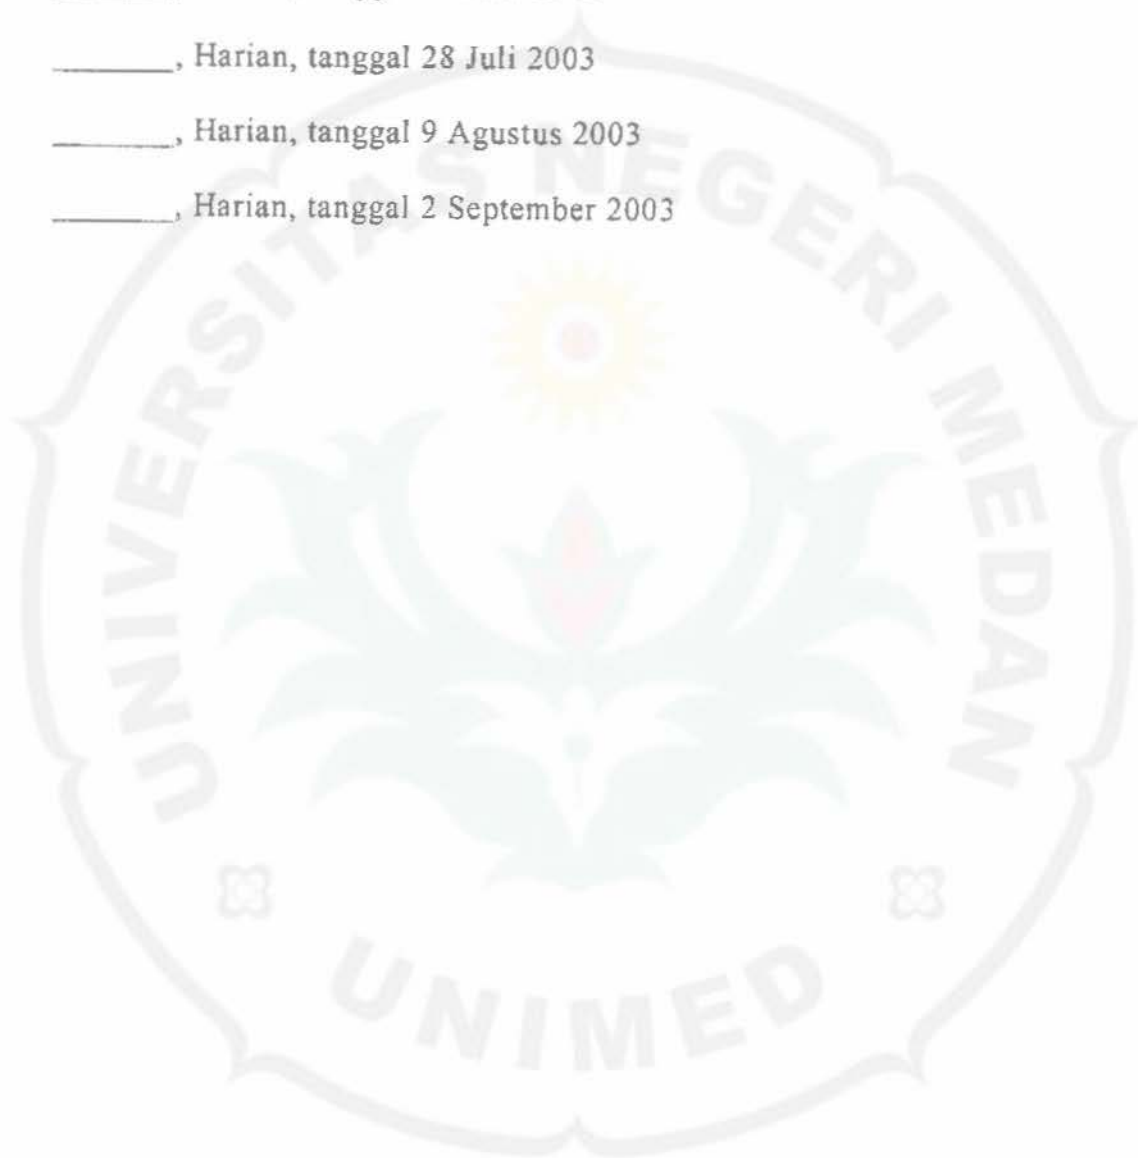 _______, Harian, tanggal 28 Juli 2003
_______, Harian, tanggal 9 Agustus 2003
_______, Harian, tanggal 2 September 2003
UNIVERSITAS NEGERI MEDAN
UNIMED